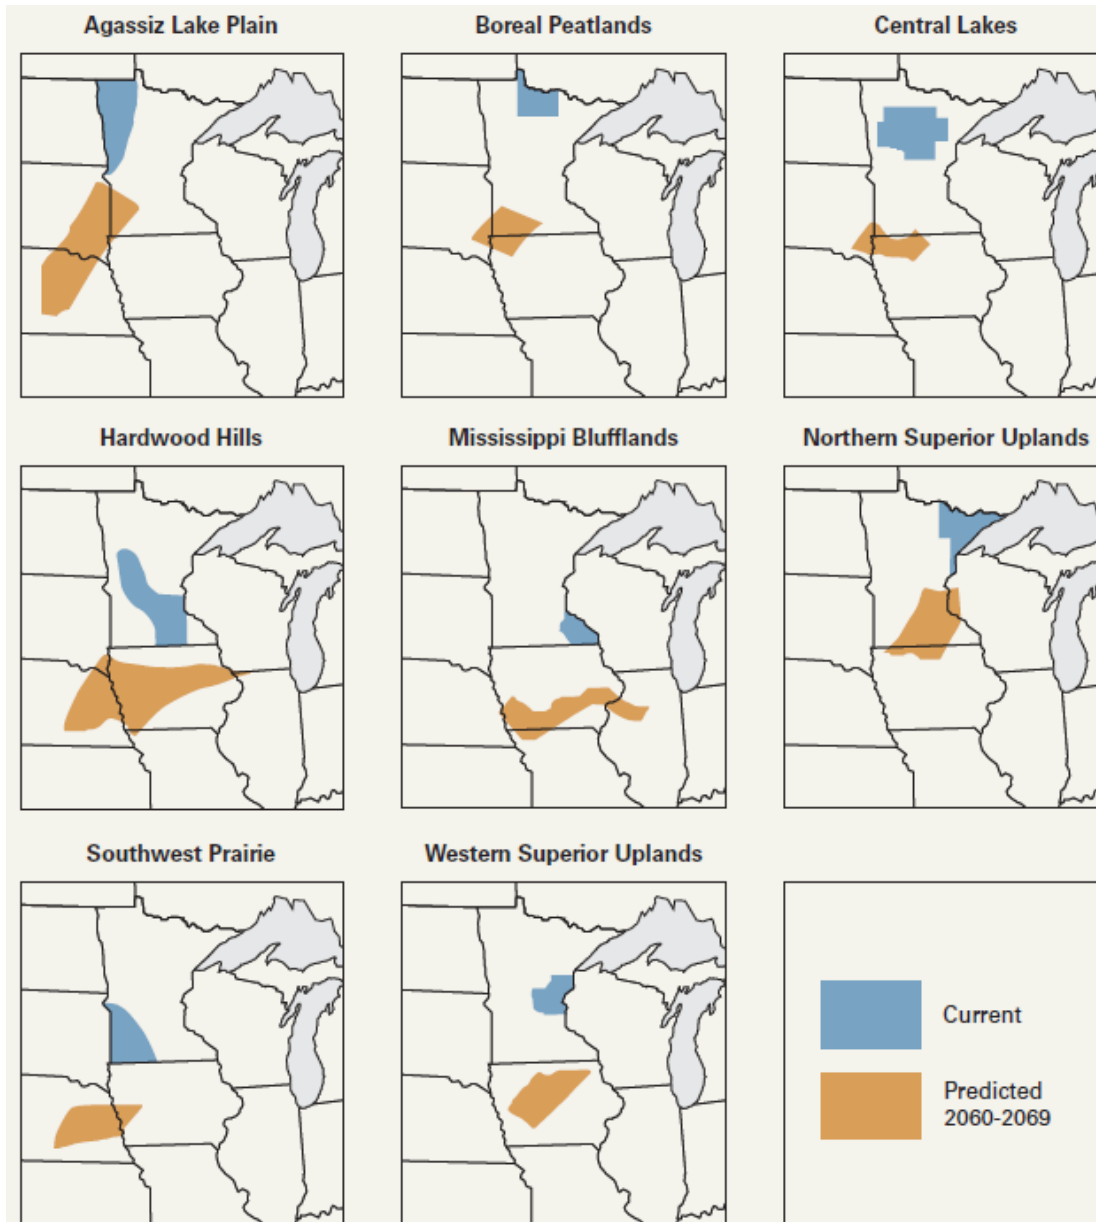 Agassiz Lake Plain
Boreal Peatlands
Central Lakes
Hardwood Hills
Mississippi Blufflands
Northern Superior Uplands
Southwest Prairie
Western Superior Uplands
Current
Predicted
2060-2069